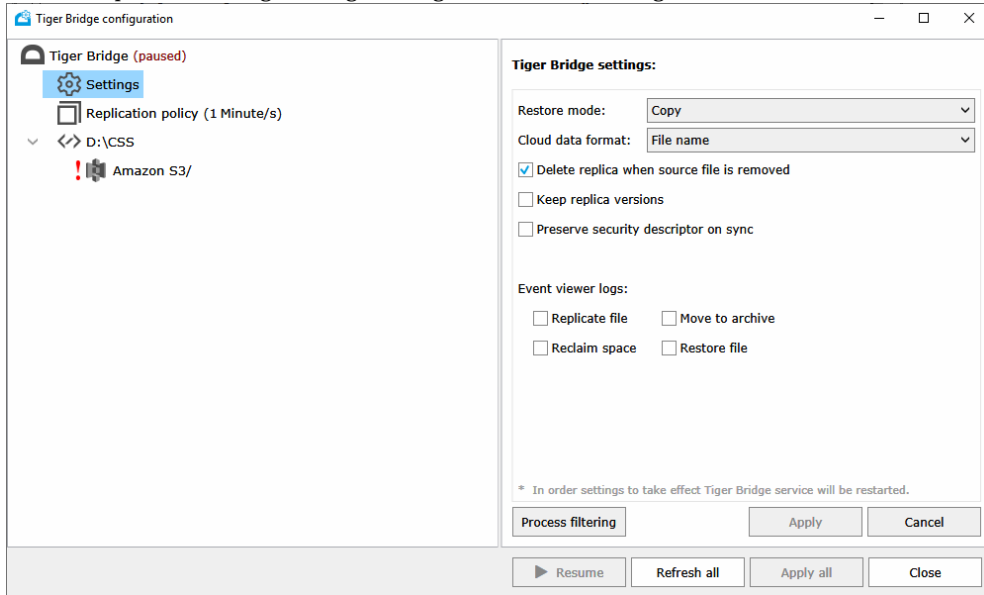 Tiger Bridge configuration
Tiger Bridge (paused)
Settings
Replication policy (1 Minute/s)
D:\CSS
Amazon S3/
Tiger Bridge settings:
Restore mode: Copy
Cloud data format: File name
Delete replica when source file is removed
Keep replica versions
Preserve security descriptor on sync
Event viewer logs:
Replicate file Move to archive
Reclaim space Restore file
* In order settings to take effect Tiger Bridge service will be restarted.
Process filtering Apply Cancel
Resume Refresh all Apply all Close